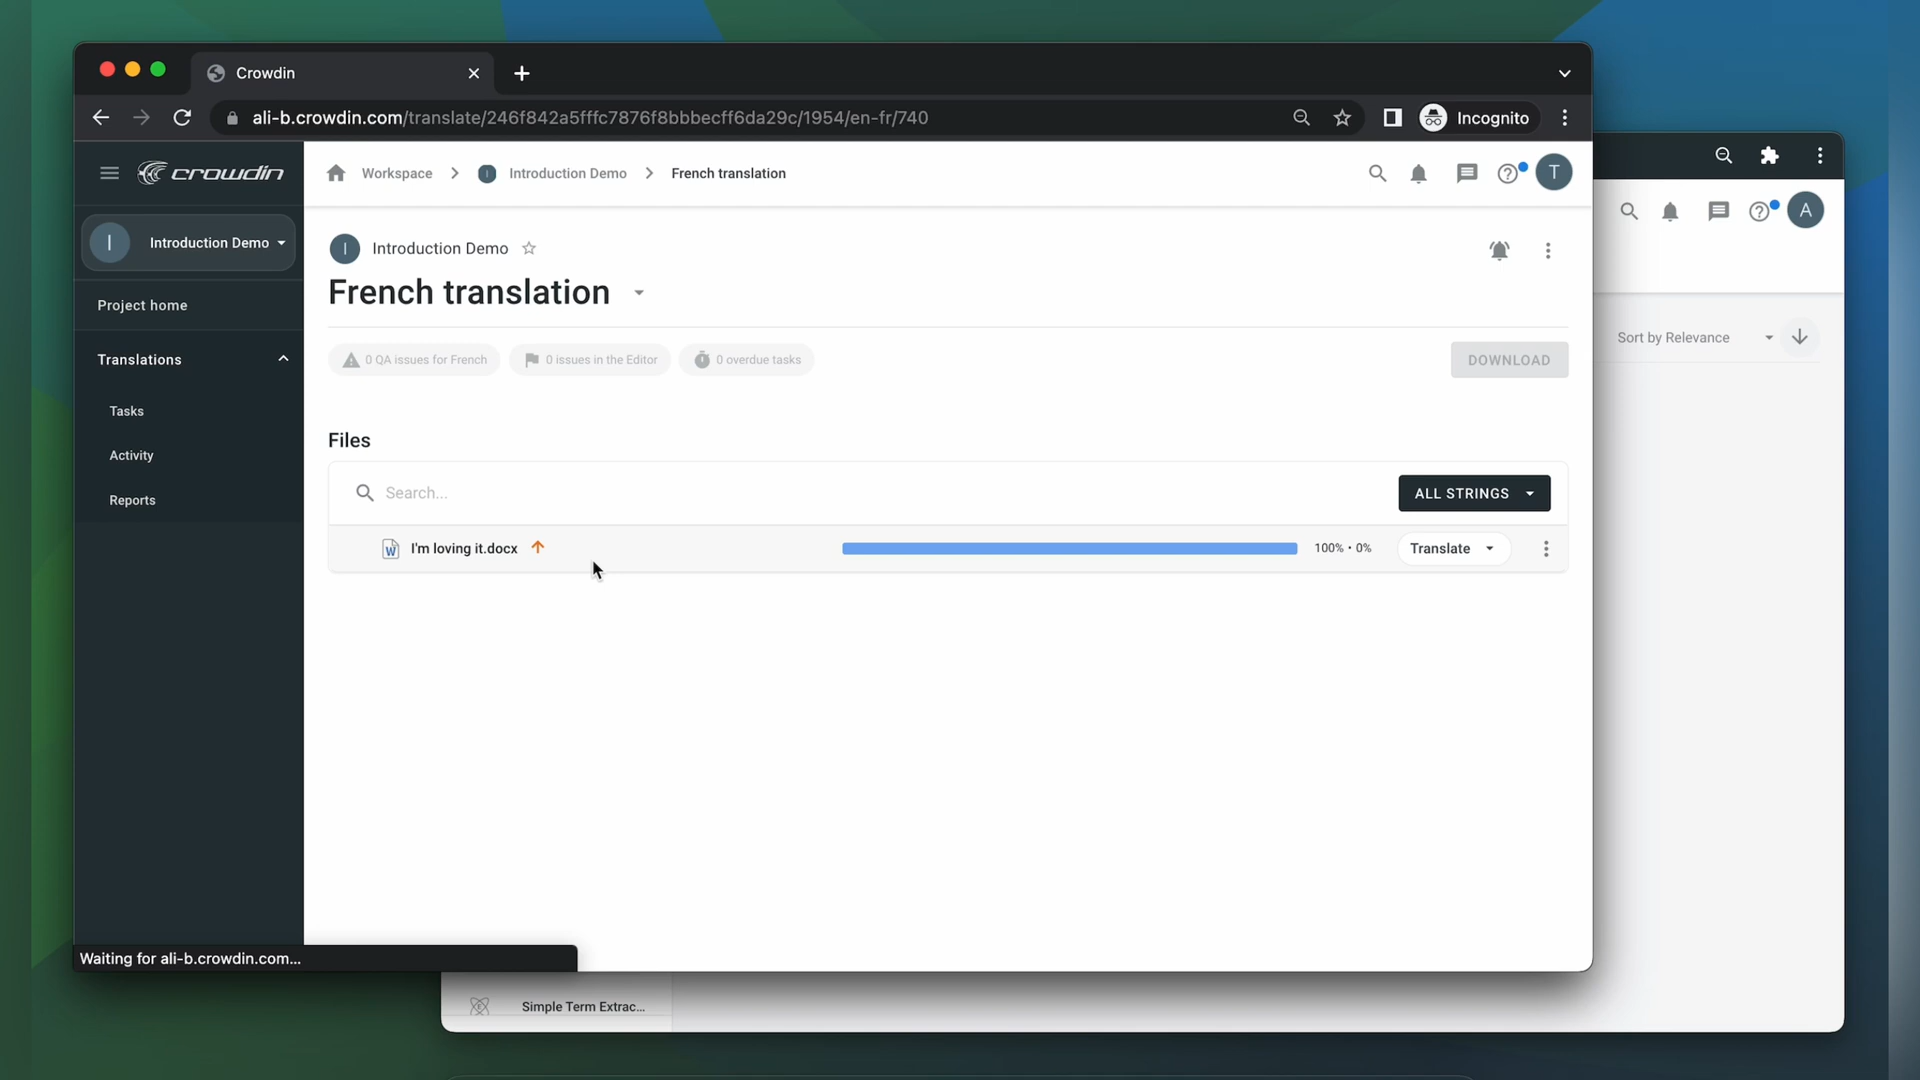 Crowdin
ali-b.crowdin.com/translate/246f842a5fffc7876f8bbbecff6da29c/1954/en-fr/740
Incognito
crowdin
Workspace
Introduction Demo
French translation
T
A
I Introduction Demo
I Introduction Demo
French translation
Project home
Translations
Tasks
Activity
Reports
0 QA issues for French
0 issues in the Editor
0 overdue tasks
DOWNLOAD
Sort by Relevance
Files
Search...
ALL STRINGS
I'm loving it.docx
100% • 0%
Translate
Waiting for ali-b.crowdin.com...
Simple Term Extrac...